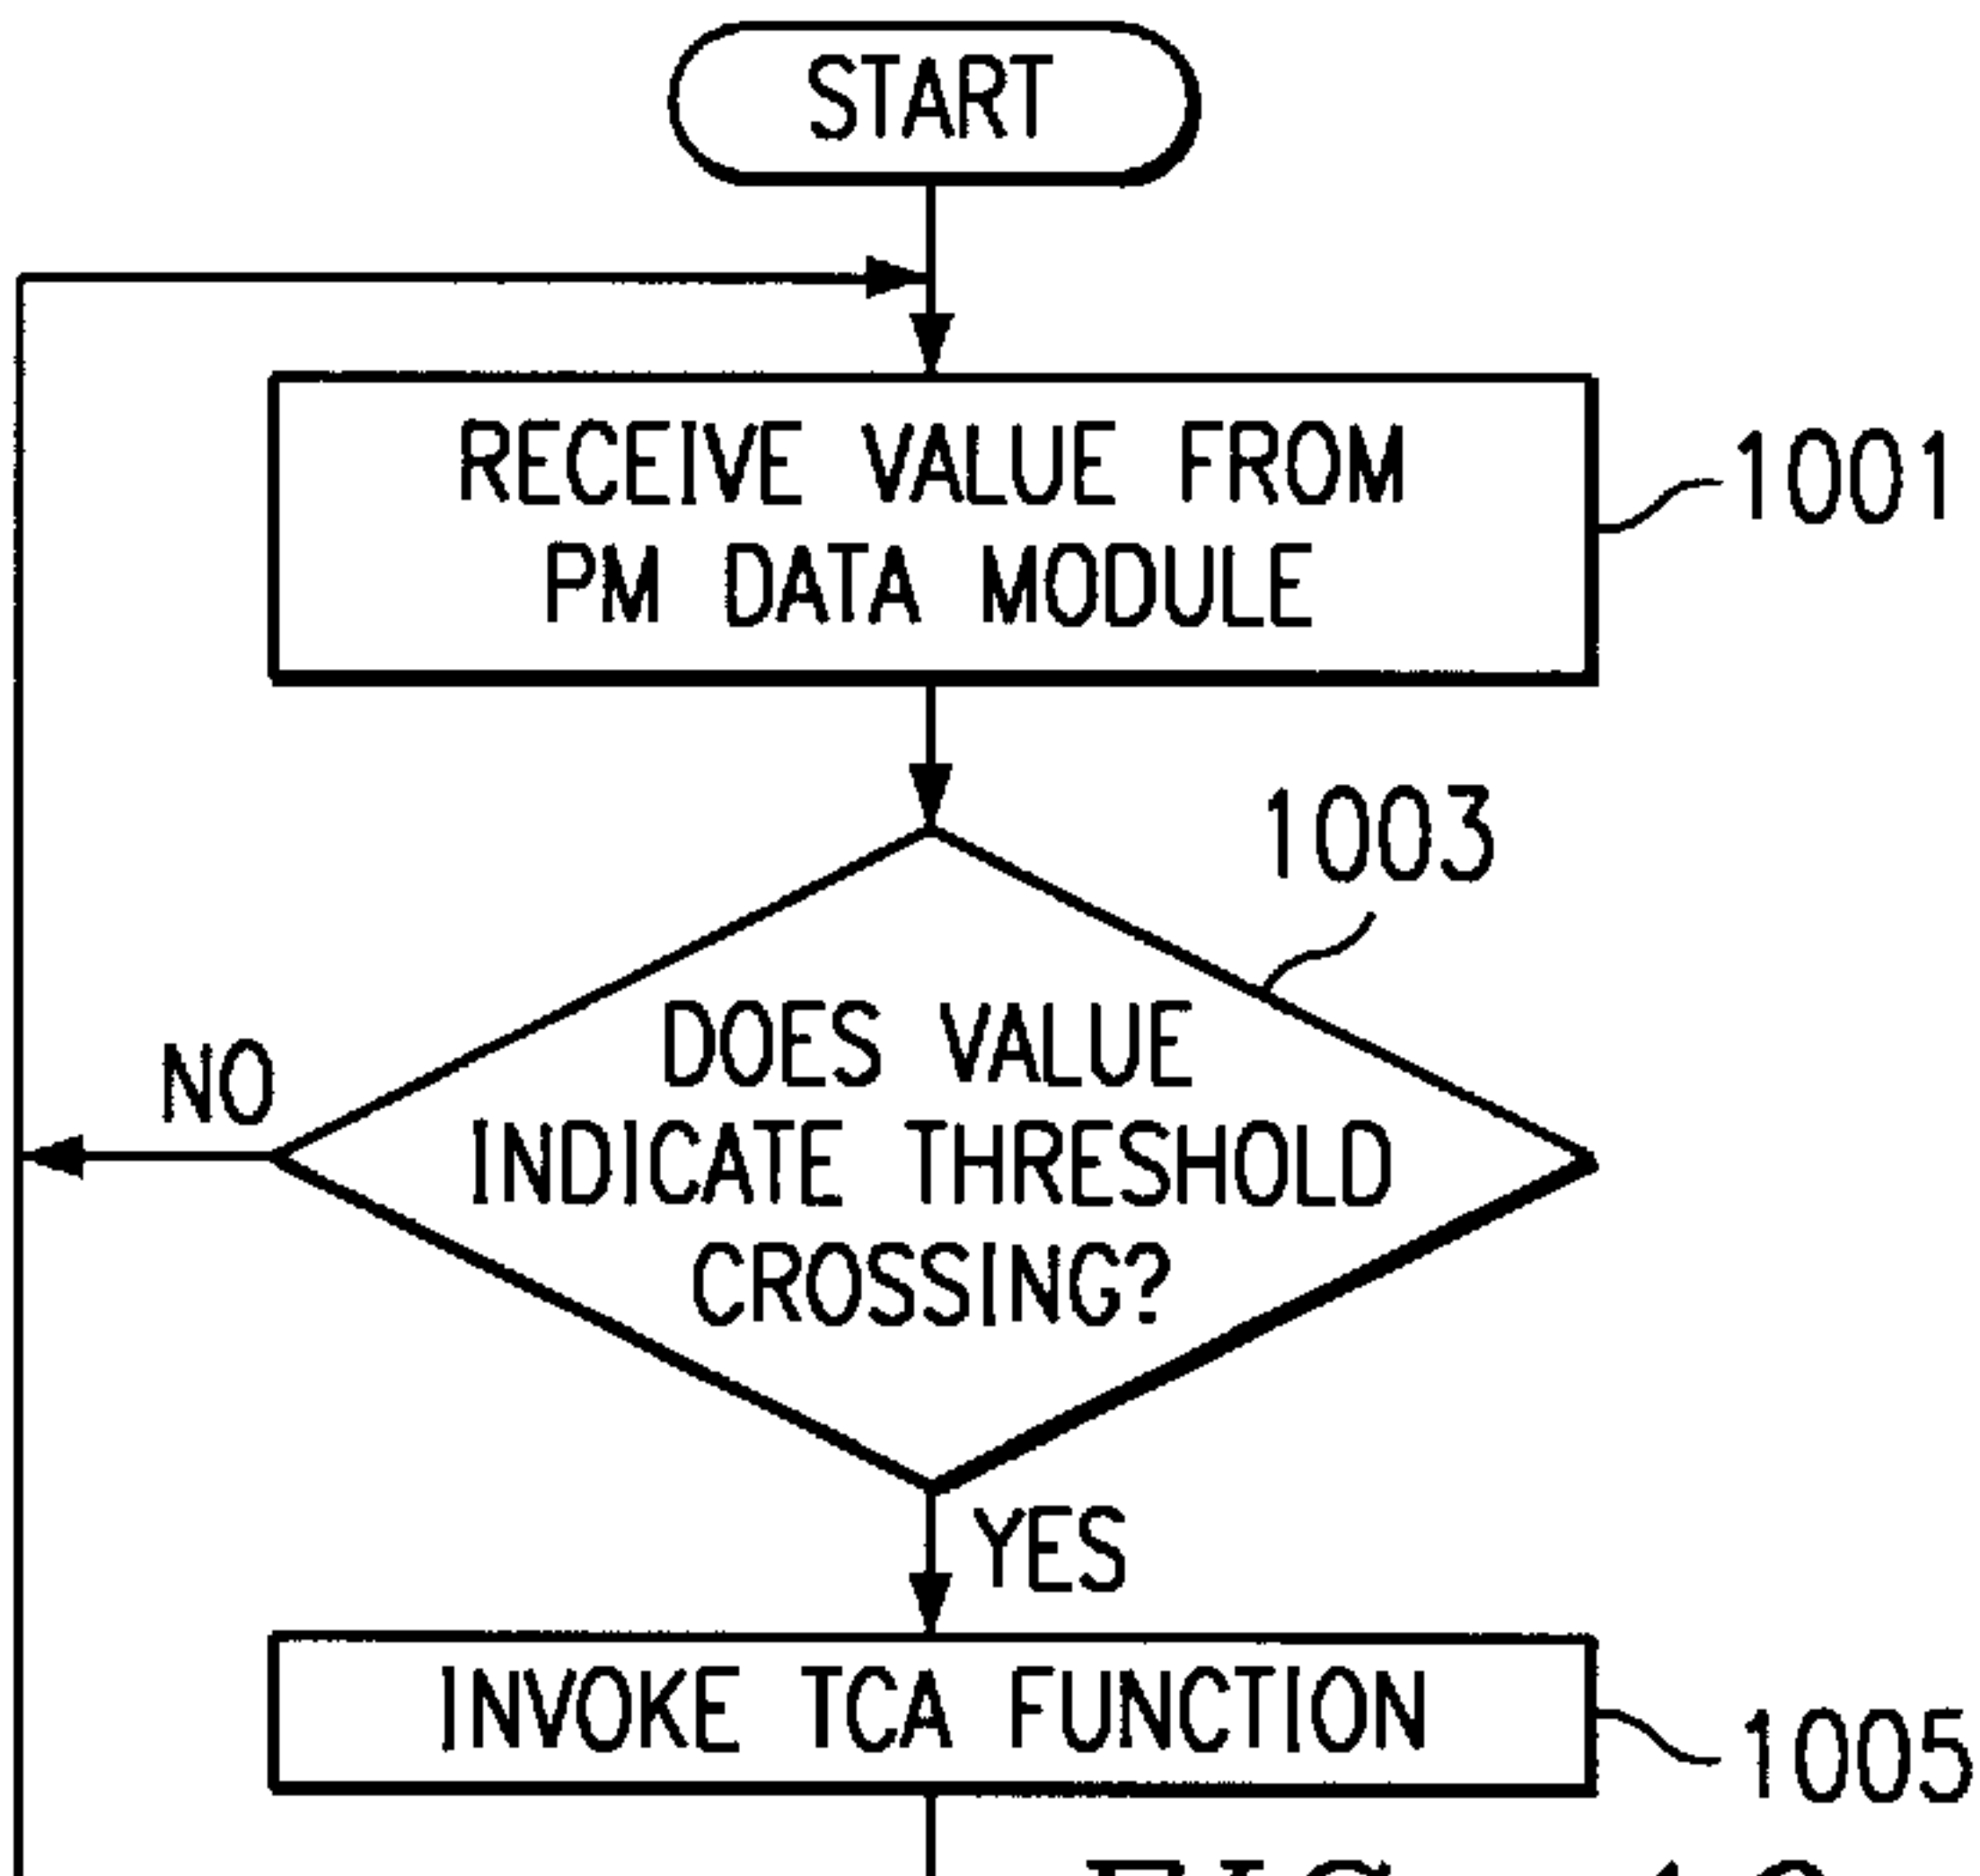 START
RECEIVE VALUE FROM
PM DATA MODULE
1001
1003
DOES VALUE
INDICATE THRESHOLD
CROSSING?
NO
YES
INVOKE TCA FUNCTION
1005